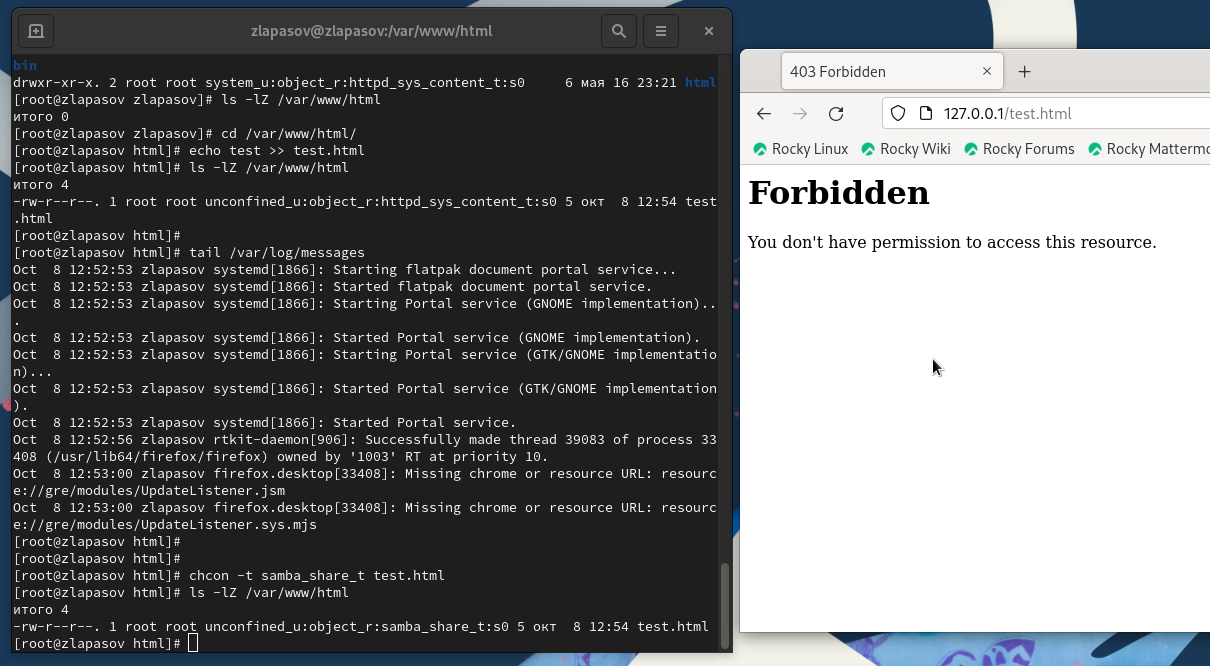 zlapasov@zlapasov:/var/www/html
bin
drwxr-xr-x. 2 root root system_u:object_r:httpd_sys_content_t:s0     6 мая 16 23:21 html
[root@zlapasov zlapasov]# ls -lZ /var/www/html
итого 0
[root@zlapasov zlapasov]# cd /var/www/html/
[root@zlapasov html]# echo test >> test.html
[root@zlapasov html]# ls -lZ /var/www/html
итого 4
-rw-r--r--. 1 root root unconfined_u:object_r:httpd_sys_content_t:s0 5 окт  8 12:54 test
.html
[root@zlapasov html]#
[root@zlapasov html]# tail /var/log/messages
Oct  8 12:52:53 zlapasov systemd[1866]: Starting flatpak document portal service...
Oct  8 12:52:53 zlapasov systemd[1866]: Started flatpak document portal service.
Oct  8 12:52:53 zlapasov systemd[1866]: Starting Portal service (GNOME implementation)..
.
Oct  8 12:52:53 zlapasov systemd[1866]: Started Portal service (GNOME implementation).
Oct  8 12:52:53 zlapasov systemd[1866]: Starting Portal service (GTK/GNOME implementatio
n)...
Oct  8 12:52:53 zlapasov systemd[1866]: Started Portal service (GTK/GNOME implementation
).
Oct  8 12:52:53 zlapasov systemd[1866]: Started Portal service.
Oct  8 12:52:56 zlapasov rtkit-daemon[906]: Successfully made thread 39083 of process 33
408 (/usr/lib64/firefox/firefox) owned by '1003' RT at priority 10.
Oct  8 12:53:00 zlapasov firefox.desktop[33408]: Missing chrome or resource URL: resourc
e://gre/modules/UpdateListener.jsm
Oct  8 12:53:00 zlapasov firefox.desktop[33408]: Missing chrome or resource URL: resourc
e://gre/modules/UpdateListener.sys.mjs
[root@zlapasov html]#
[root@zlapasov html]#
[root@zlapasov html]# chcon -t samba_share_t test.html
[root@zlapasov html]# ls -lZ /var/www/html
итого 4
-rw-r--r--. 1 root root unconfined_u:object_r:samba_share_t:s0 5 окт  8 12:54 test.html
[root@zlapasov html]#
403 Forbidden
127.0.0.1/test.html
Rocky Linux Rocky Wiki Rocky Forums Rocky Mattermo
Forbidden
You don't have permission to access this resource.